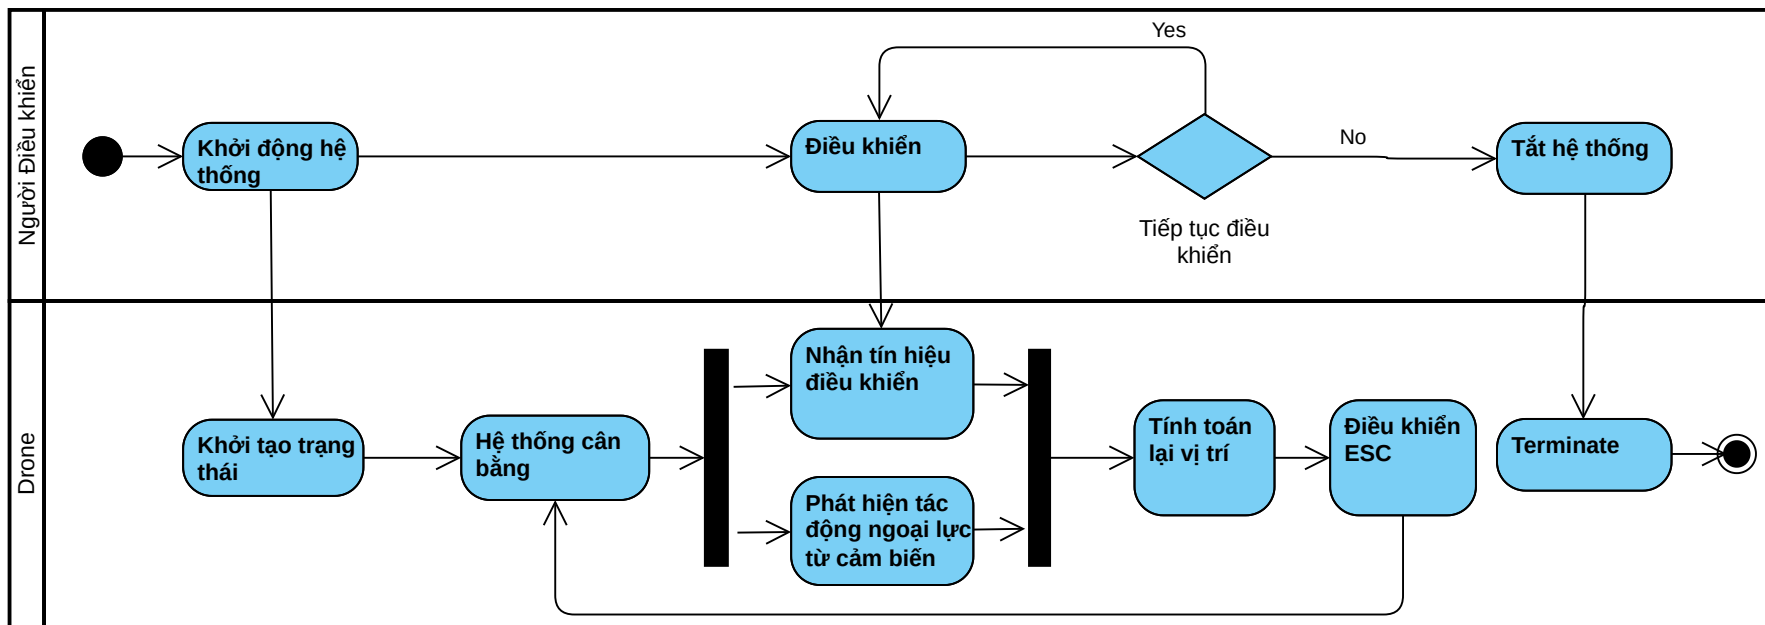 Người Điều khiển
Yes
Khởi động hệ
thống
Điều khiển
No
Tắt hệ thống
Tiếp tục điều
khiển
Drone
Khởi tạo trạng
thái
Hệ thống cân
bằng
Nhận tín hiệu
điều khiển
Phát hiện tác
động ngoại lực
từ cảm biến
Tính toán
lại vị trí
Điều khiển
ESC
Terminate